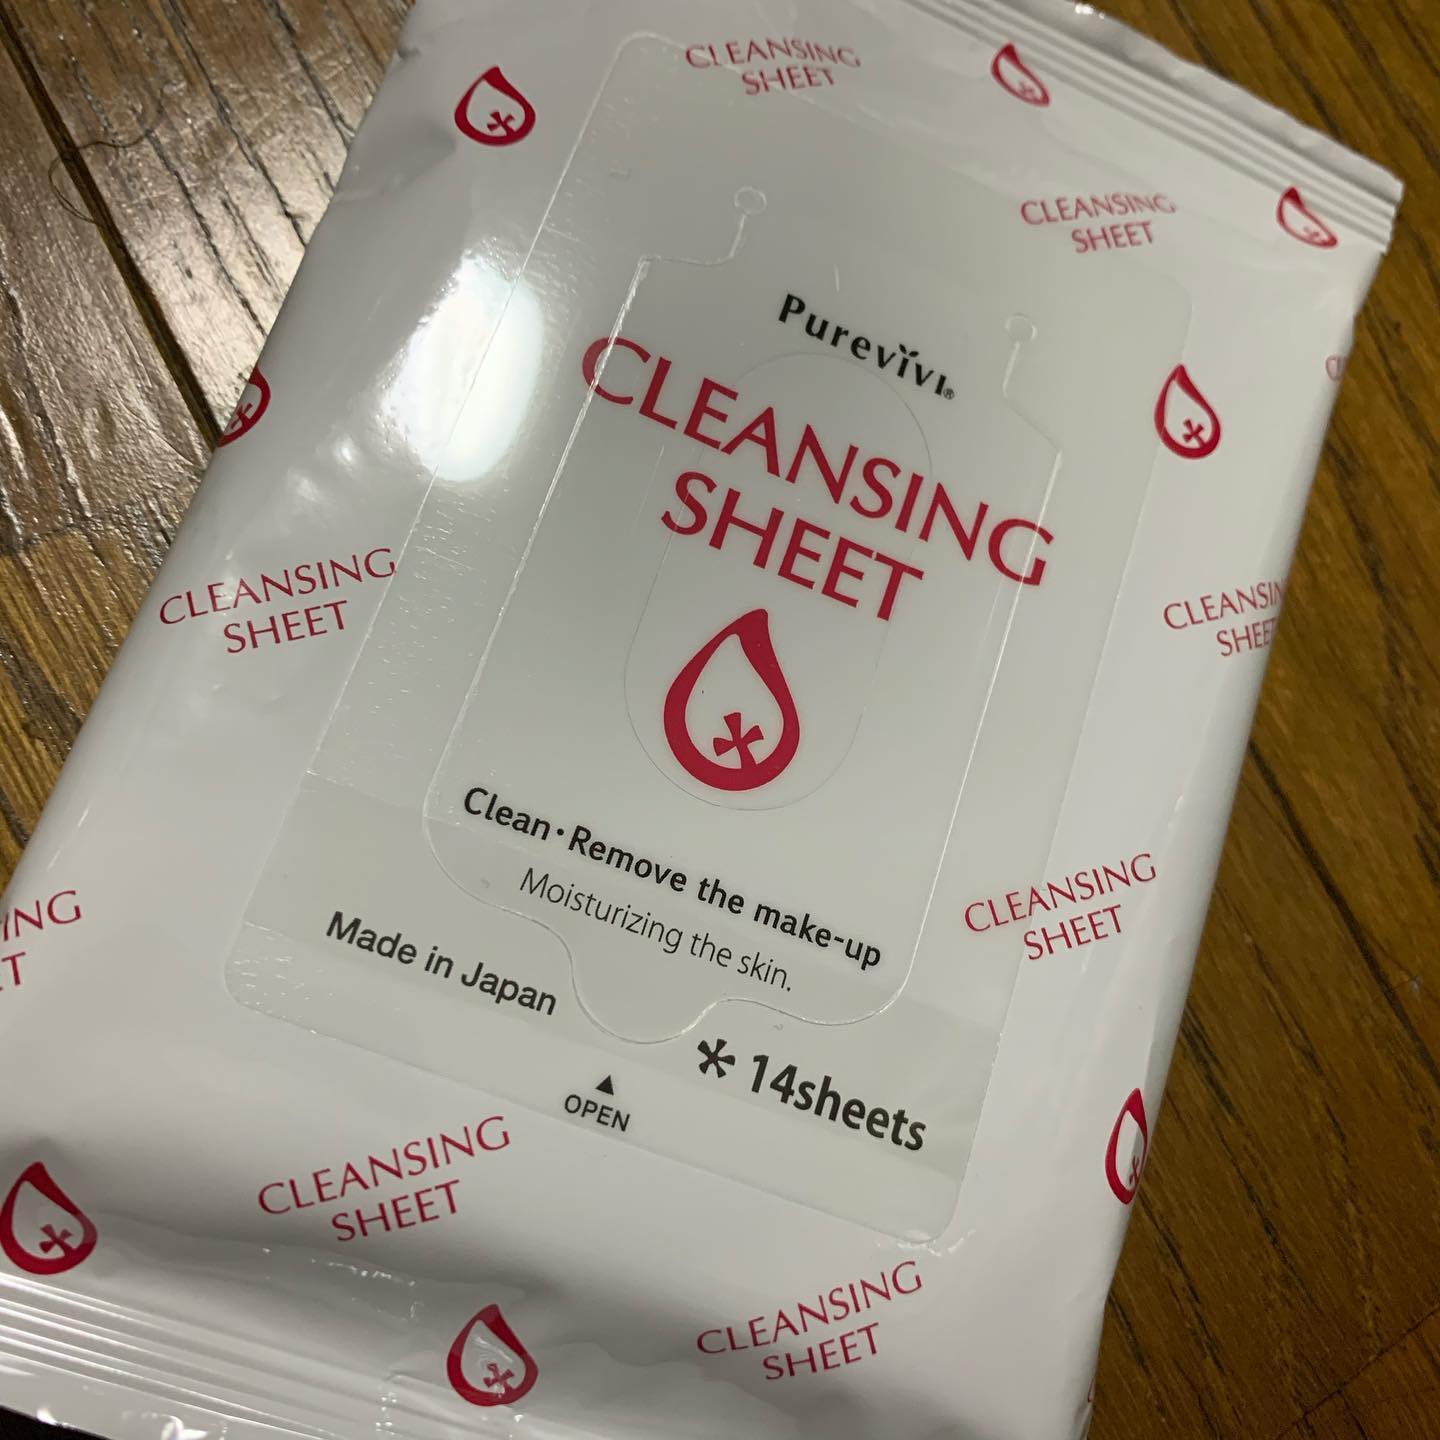 CLEANSING
SHEET
CLEANSING
SHEET
Purevivi®
CLEANSING
SHEET
CLEANSING
SHEET
CLEANSING
SHEET
Clean・Remove the make-up
Moisturizing the skin.
CLEANSING
SHEET
Made in Japan
* 14sheets
▲
OPEN
CLEANSING
SHEET
CLEANSING
SHEET